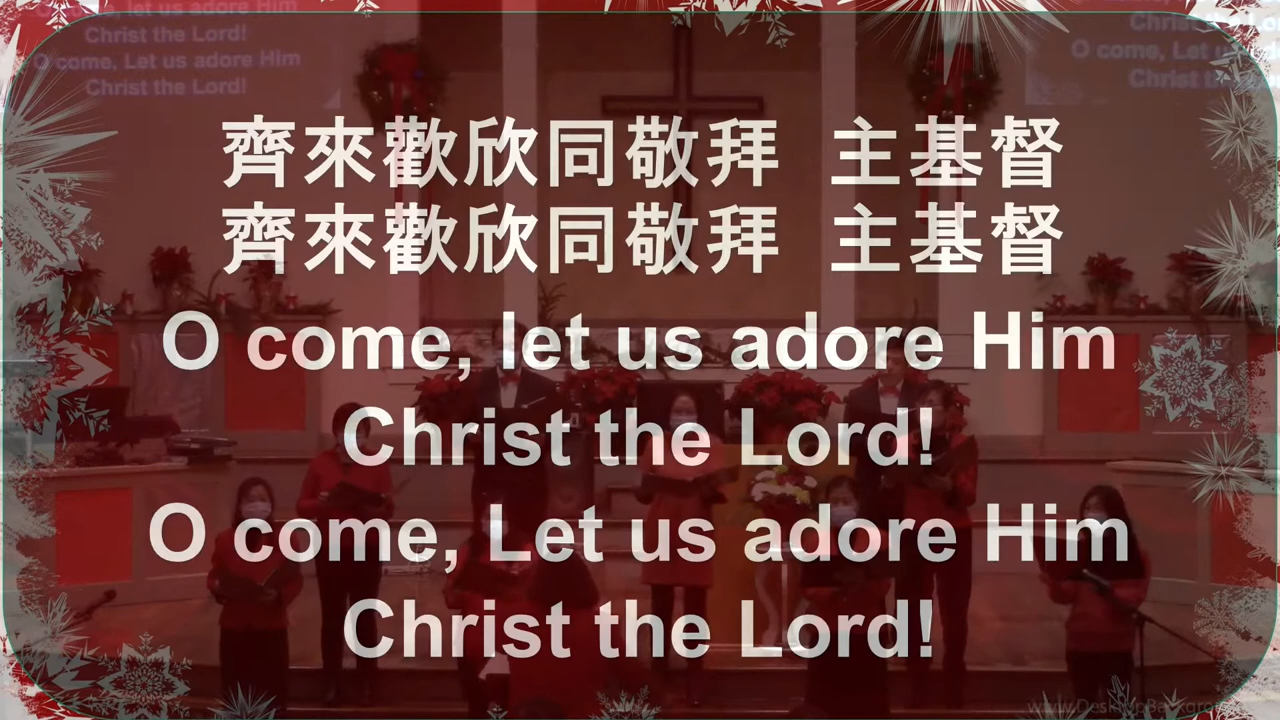 let us adore Him
Christ the Lord!
O come, Let us adore Him
Christ the Lord!
Christ the Lo
O come, Let us
Christ the Lo
齊來歡欣同敬拜 主基督
齊來歡欣同敬拜 主基督
O come, let us adore Him
Christ the Lord!
O come, Let us adore Him
Christ the Lord!